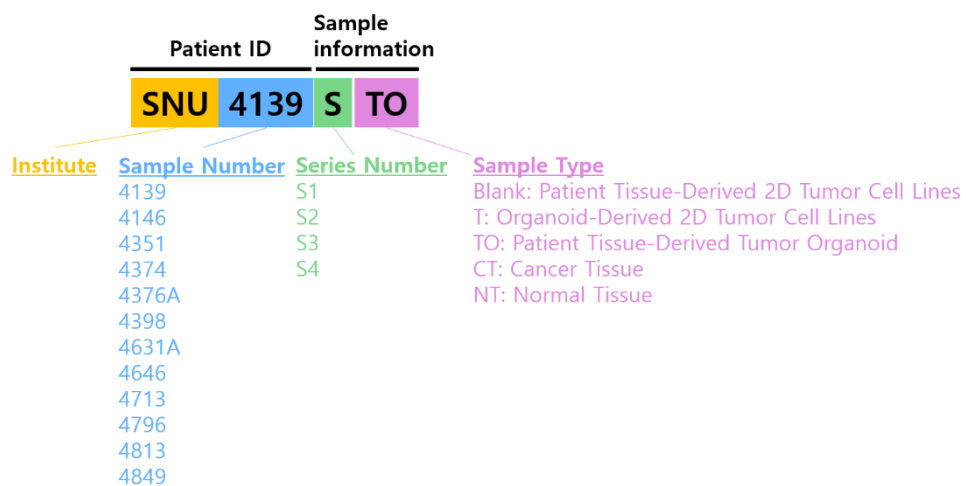 Patient ID
Sample information
SNU 4139 S TO
Institute
Sample Number
4139
4146
4351
4374
4376A
4398
4631A
4646
4713
4796
4813
4849
Series Number
S1
S2
S3
S4
Sample Type
Blank: Patient Tissue-Derived 2D Tumor Cell Lines
T: Organoid-Derived 2D Tumor Cell Lines
TO: Patient Tissue-Derived Tumor Organoid
CT: Cancer Tissue
NT: Normal Tissue